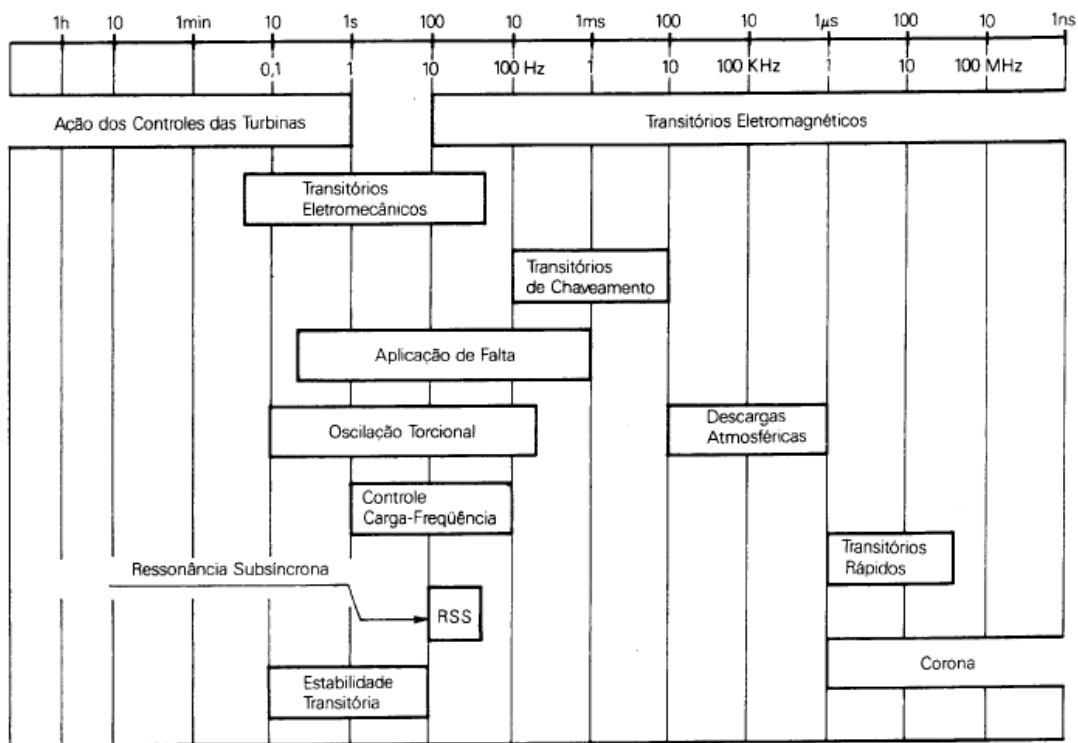 1h 10 1min 10 1s 100 10 1ms 100 10 1µs 100 10 1ns
0,1 1 10 100 Hz 1 10 100 KHz 1 10 100 MHz
Ação dos Controles das Turbinas
Transitórios Eletromagnéticos
Transitórios
Eletromecânicos
Transitórios
de Chaveamento
Aplicação de Falta
Oscilação Torcional
Descargas
Atmosféricas
Controle
Carga-Freqüência
Transitórios
Rápidos
Ressonância Subsíncrona
RSS
Corona
Estabilidade
Transitória